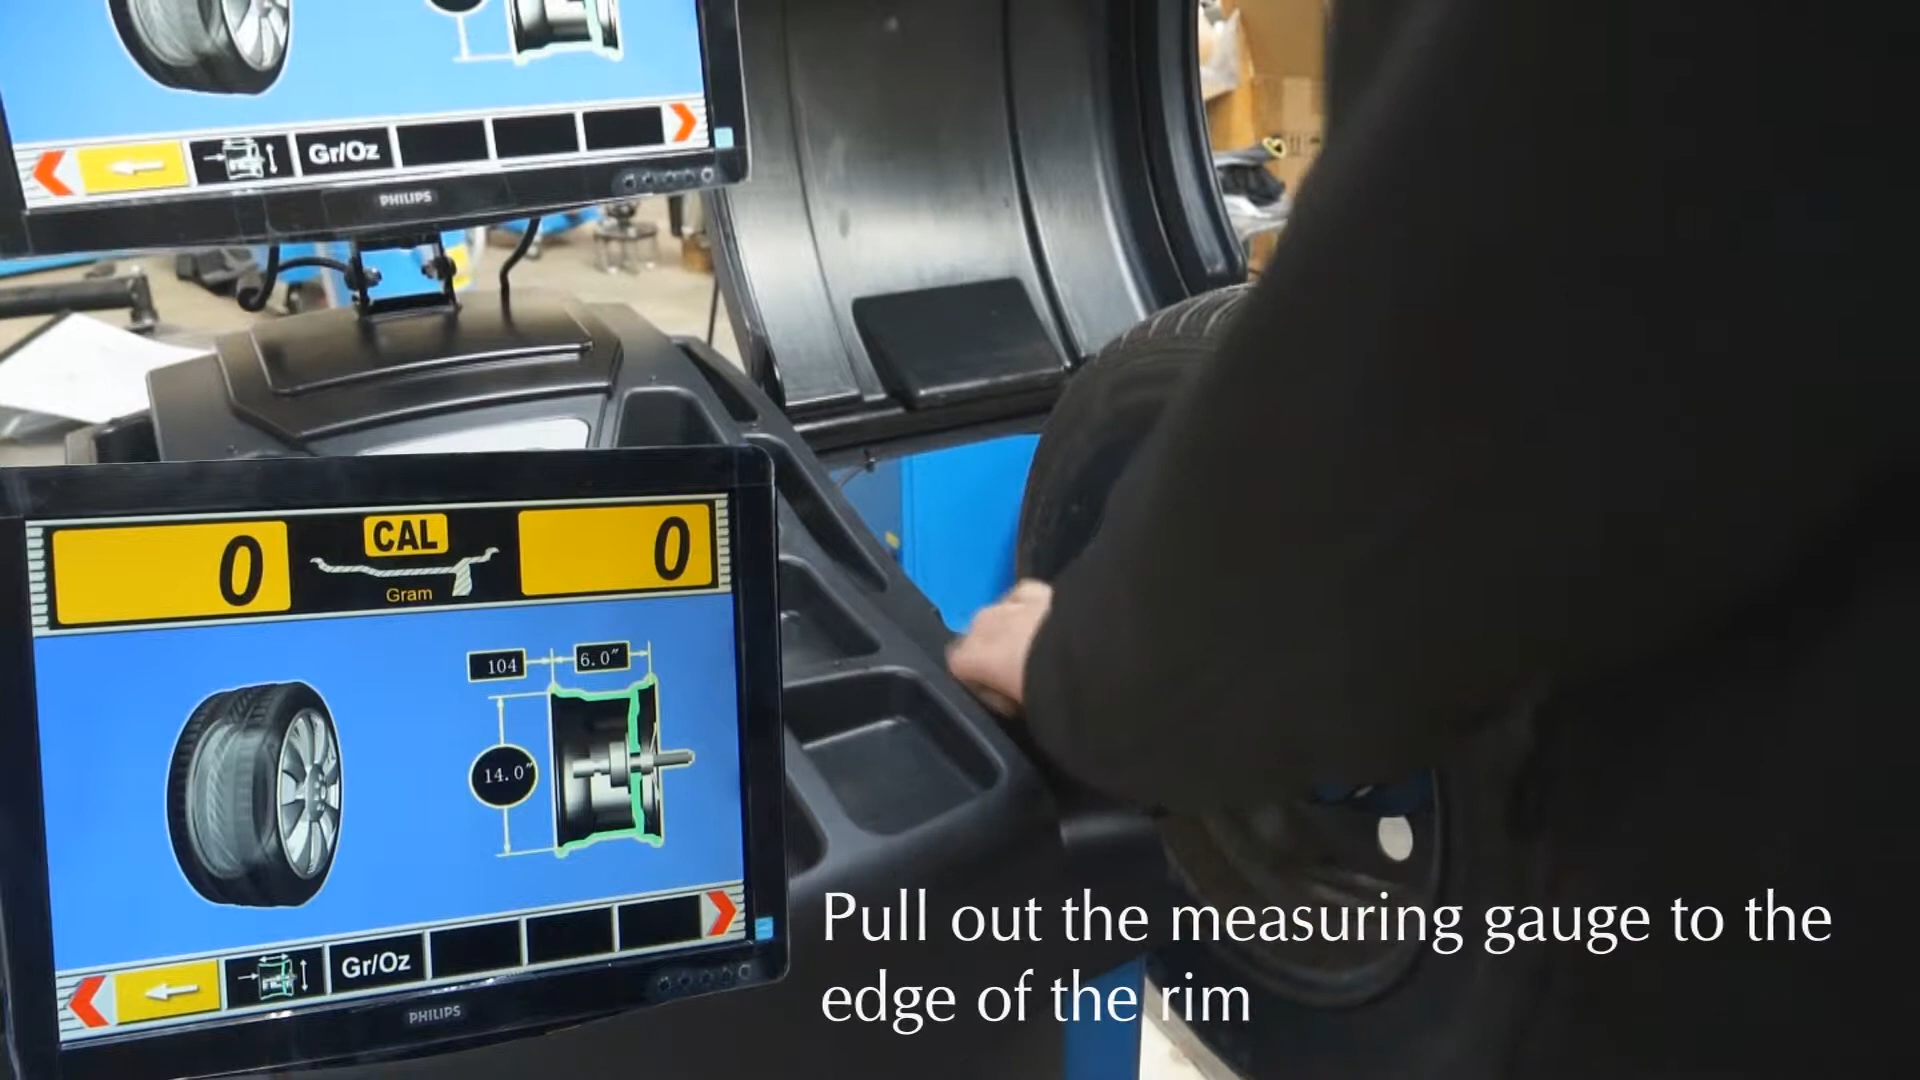 Gr/Oz
PHILIPS
0
CAL
0
Gram
104
6.0"
14.0"
Gr/Oz
PHILIPS
Pull out the measuring gauge to the
edge of the rim